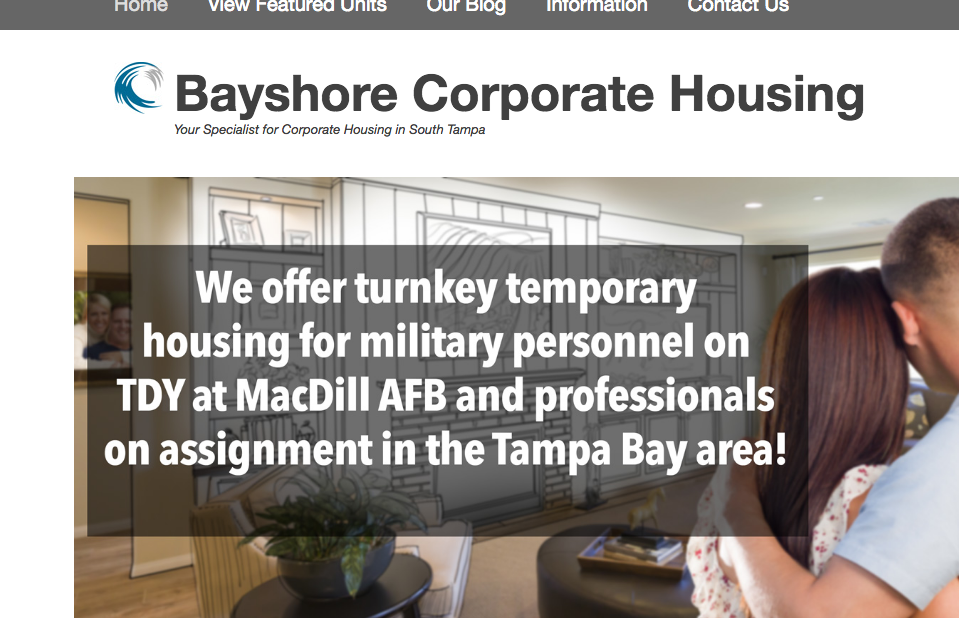 Home View Featured Units Our Blog Information Contact Us
Bayshore Corporate Housing
Your Specialist for Corporate Housing in South Tampa
We offer turnkey temporary
housing for military personnel on
TDY at MacDill AFB and professionals
on assignment in the Tampa Bay area!